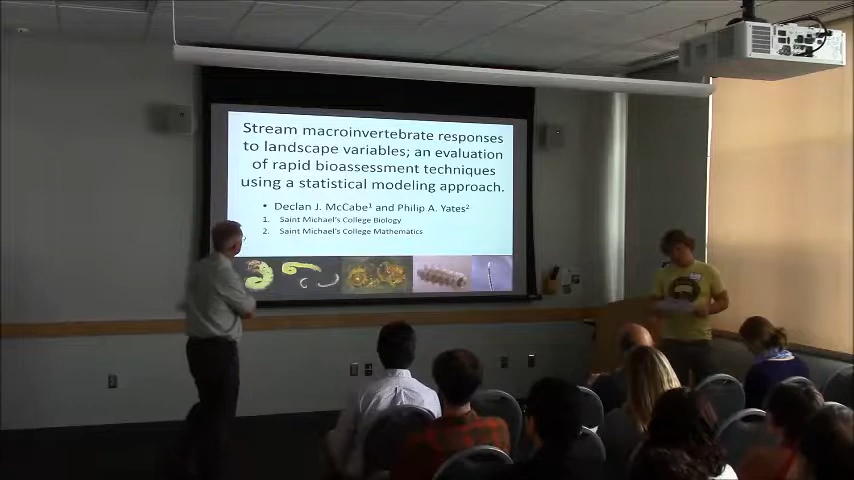 Stream macroinvertebrate responses
to landscape variables; an evaluation
of rapid bioassessment techniques
using a statistical modeling approach.
• Declan J. McCabe¹ and Philip A. Yates²
1. Saint Michael's College Biology
2. Saint Michael's College Mathematics